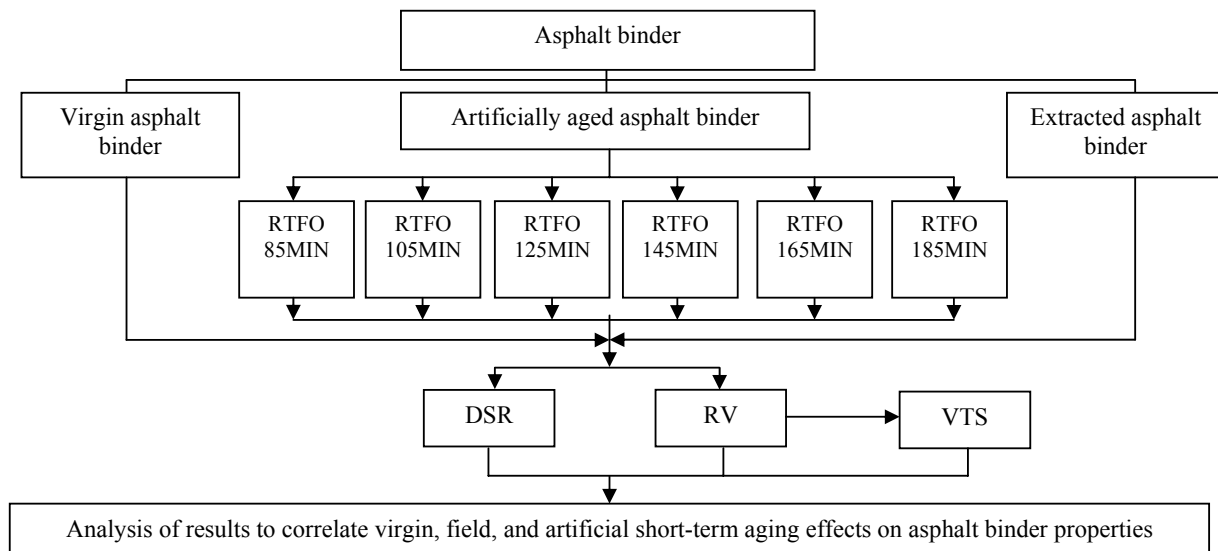 Asphalt binder
Virgin asphalt
binder
Artificially aged asphalt binder
Extracted asphalt
binder
RTFO
85MIN
RTFO
105MIN
RTFO
125MIN
RTFO
145MIN
RTFO
165MIN
RTFO
185MIN
DSR
RV
VTS
Analysis of results to correlate virgin, field, and artificial short-term aging effects on asphalt binder properties